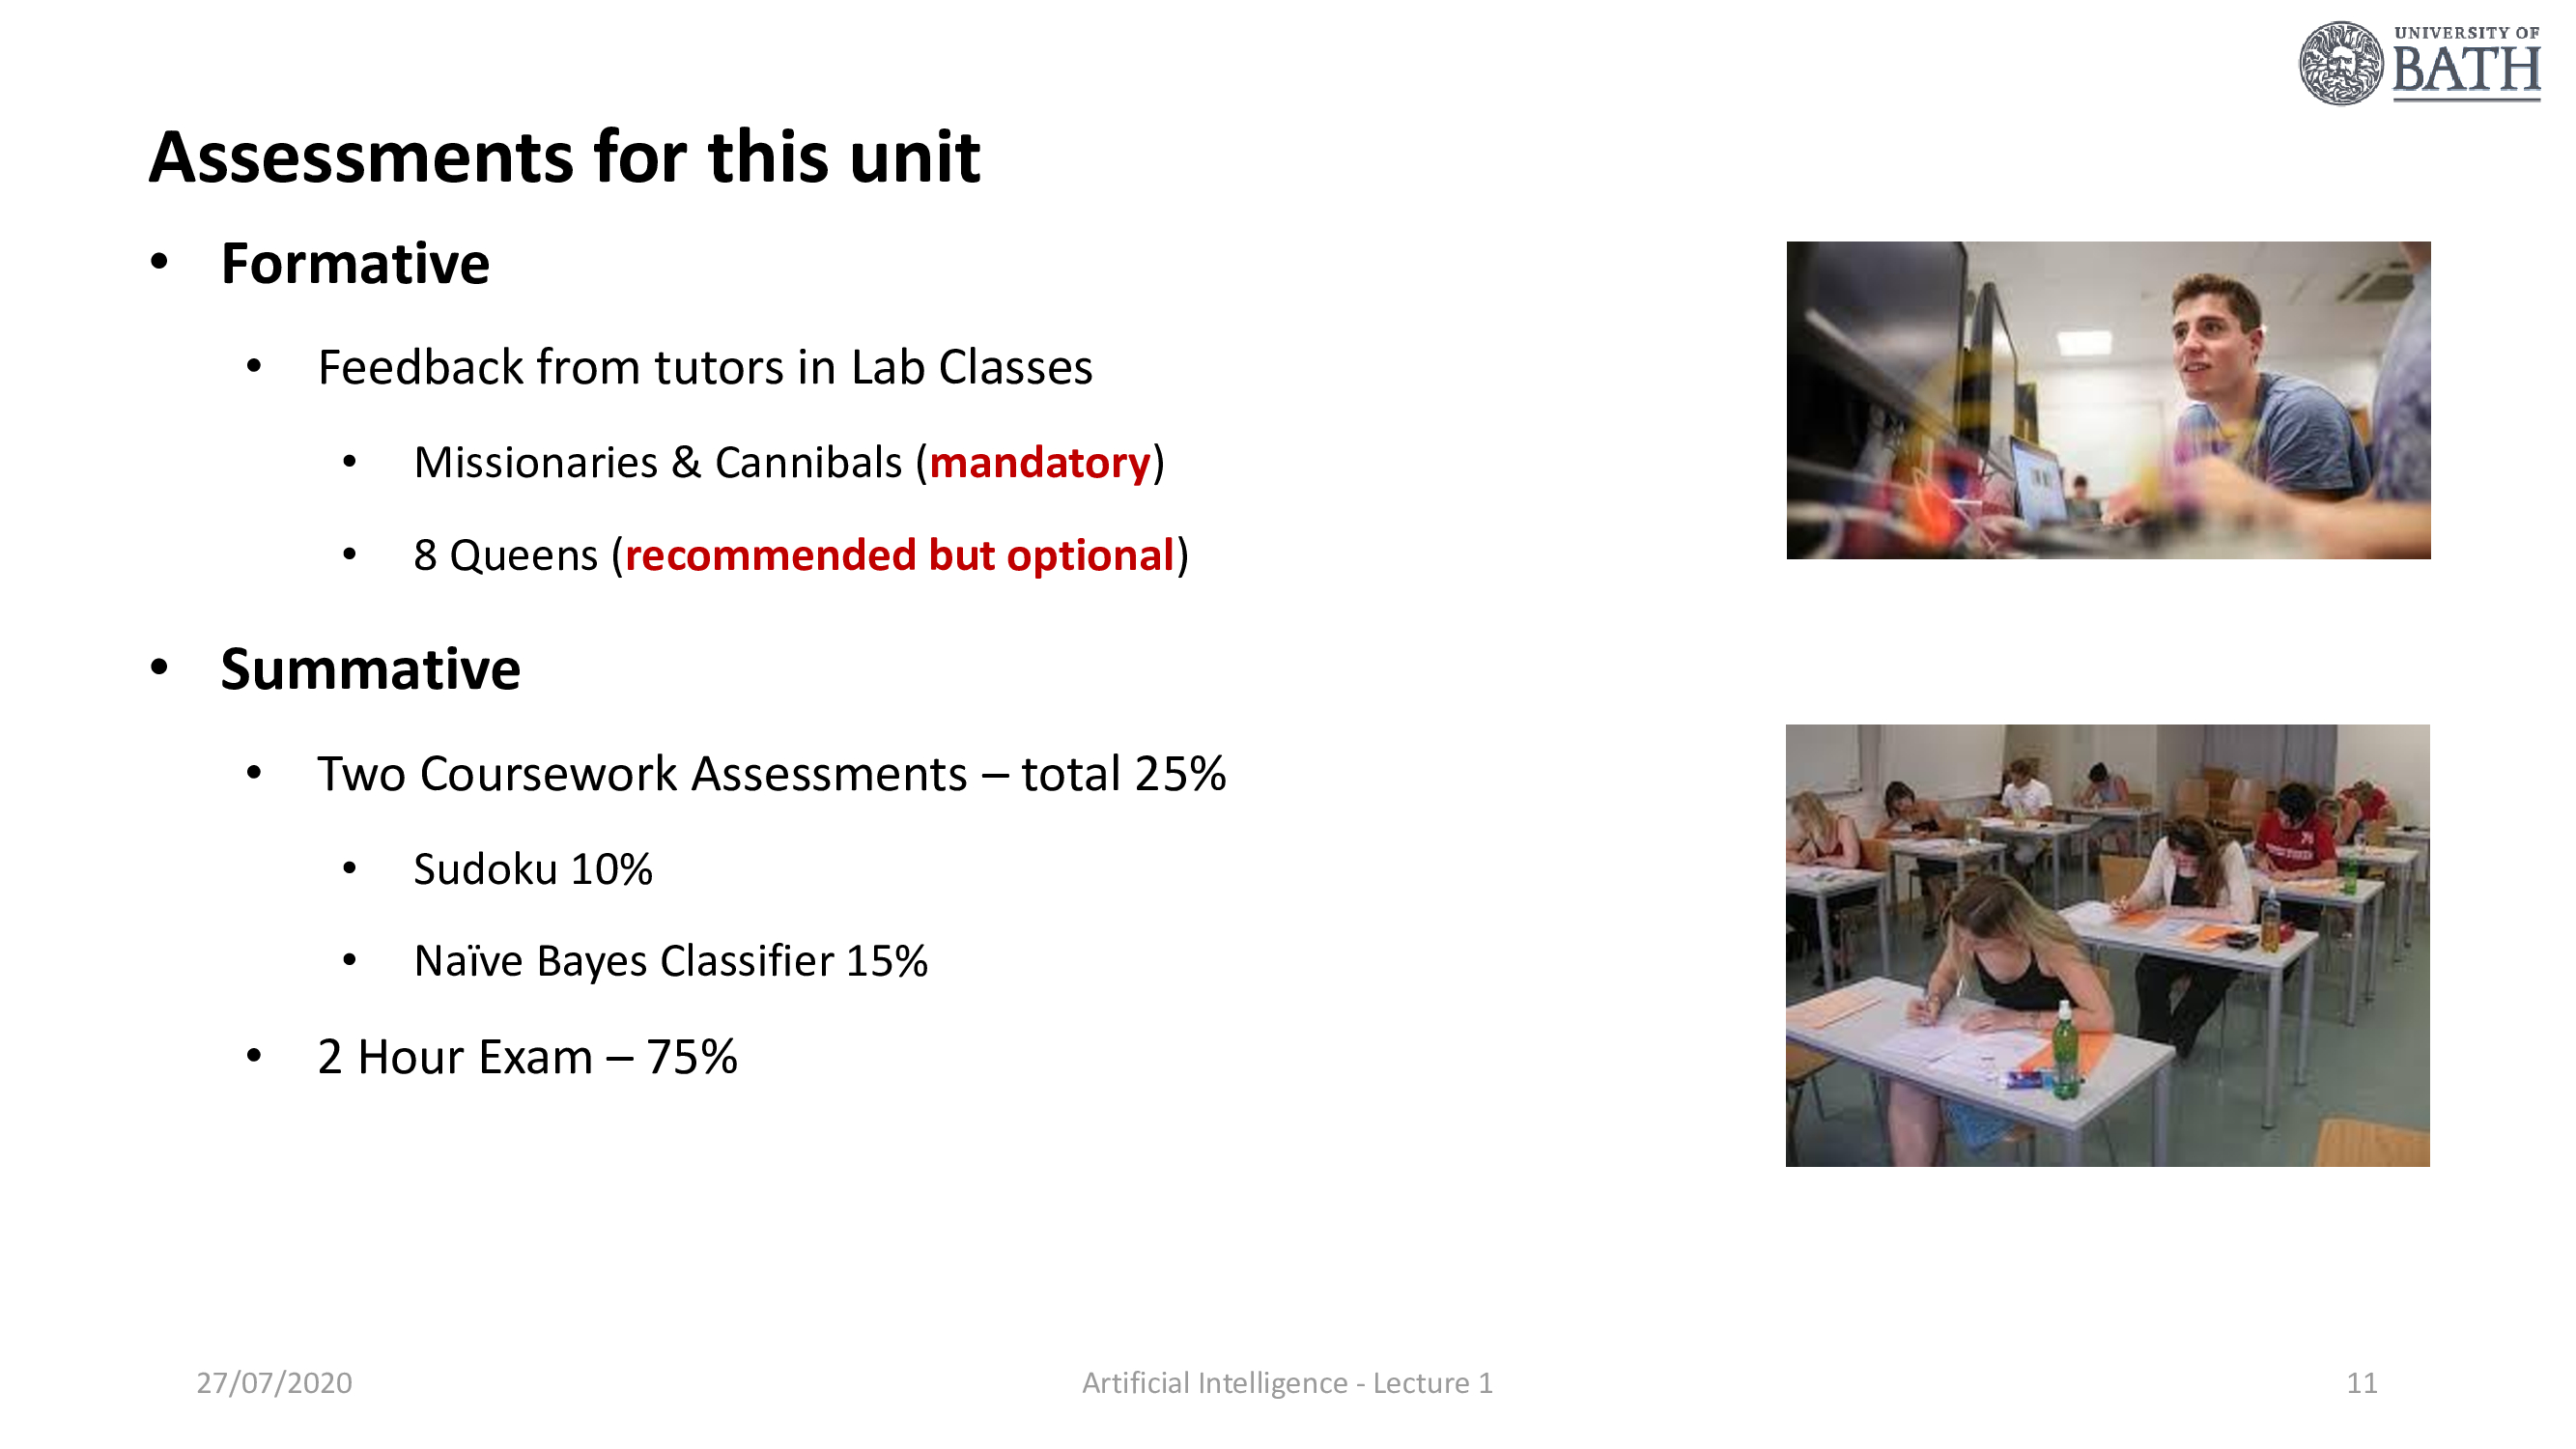 UNIVERSITY OF
BATH
Assessments for this unit
• Formative
• Feedback from tutors in Lab Classes
• Missionaries & Cannibals (mandatory)
• 8 Queens (recommended but optional)
• Summative
• Two Coursework Assessments – total 25%
• Sudoku 10%
• Naïve Bayes Classifier 15%
• 2 Hour Exam – 75%
27/07/2020
Artificial Intelligence - Lecture 1
11